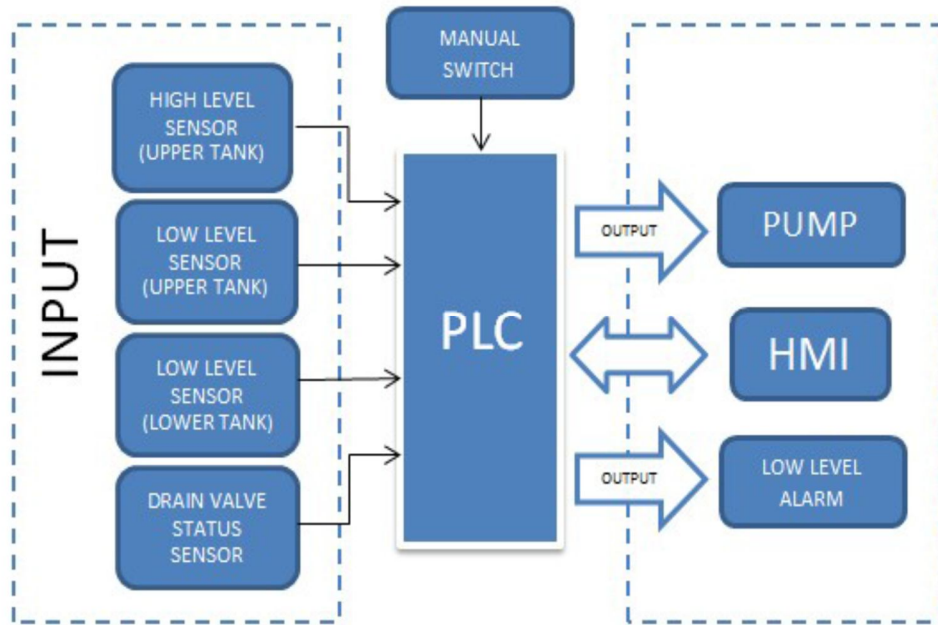 MANUAL
SWITCH
INPUT
HIGH LEVEL
SENSOR
(UPPER TANK)
LOW LEVEL
SENSOR
(UPPER TANK)
LOW LEVEL
SENSOR
(LOWER TANK)
DRAIN VALVE
STATUS
SENSOR
PLC
OUTPUT
PUMP
HMI
OUTPUT
LOW LEVEL
ALARM